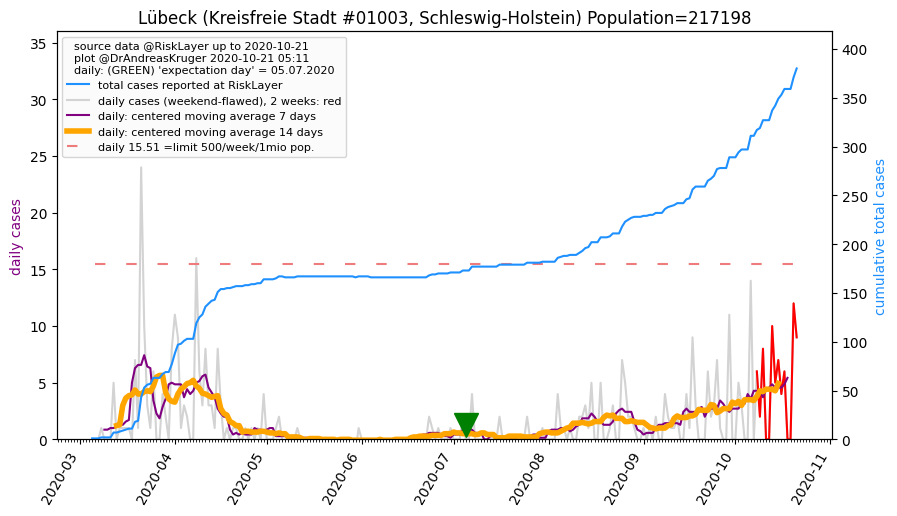 Lübeck (Kreisfreie Stadt #01003, Schleswig-Holstein) Population=217198
source data @RiskLayer up to 2020-10-21
plot @DrAndreasKruger 2020-10-21 05:11
daily: (GREEN) 'expectation day' = 05.07.2020
total cases reported at RiskLayer
daily cases (weekend-flawed), 2 weeks: red
daily: centered moving average 7 days
daily: centered moving average 14 days
daily 15.51 =limit 500/week/1mio pop.
daily cases
35
30
25
20
15
10
5
0
cumulative total cases
400
350
300
250
200
150
100
50
0
2020-03
2020-04
2020-05
2020-06
2020-07
2020-08
2020-09
2020-10
2020-11